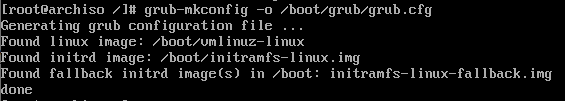 [root@archiso /]# grub-mkconfig -o /boot/grub/grub.cfg
Generating grub configuration file ...
Found linux image: /boot/vmlinuz-linux
Found initrd image: /boot/initramfs-linux.img
Found fallback initrd image(s) in /boot: initramfs-linux-fallback.img
done